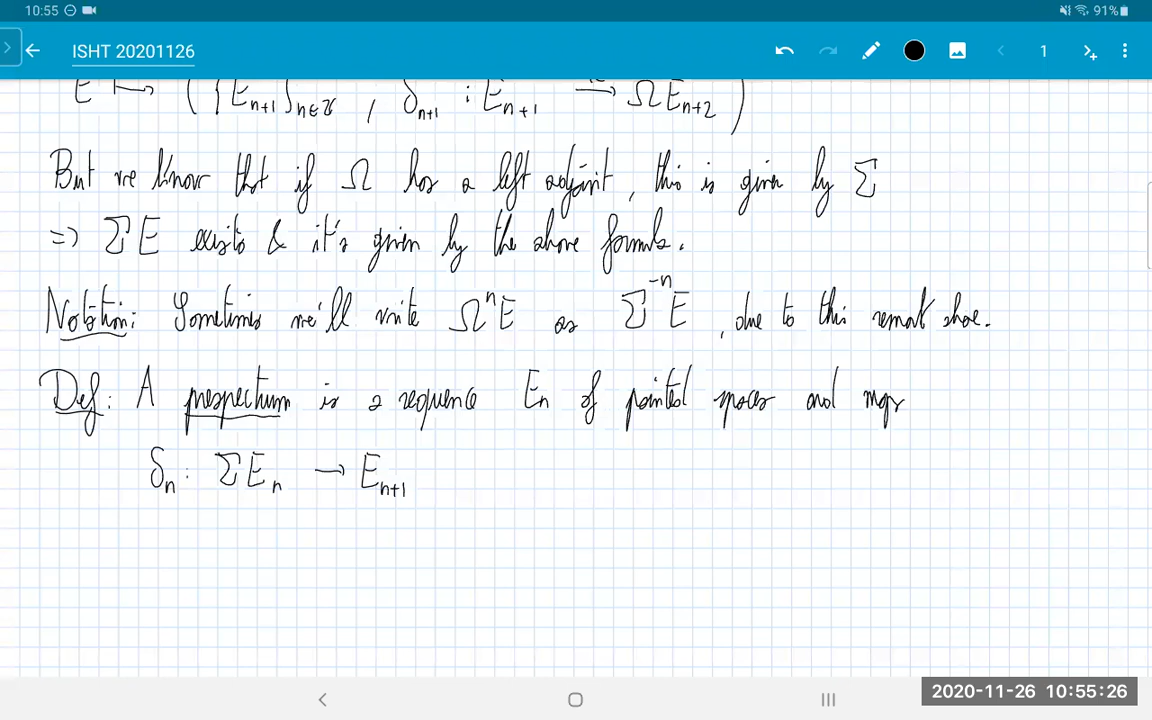 10:55
91%
ISHT 20201126
1
E ⟼ ( {E_{n+1}}_{n∈ℤ} , δ_{n+1} : E_{n+1} ⟶ ΩE_{n+2} )
But we know that if Ω has a left adjoint, this is given by Σ
=> ΣE exists & it's given by the above formula.
Notation: Sometimes we'll write Ω^n E as Σ^{-n} E, due to this remark above.
Def: A prespectrum is a sequence E_n of pointed spaces and maps
δ_n : ΣE_n → E_{n+1}
2020-11-26 10:55:26